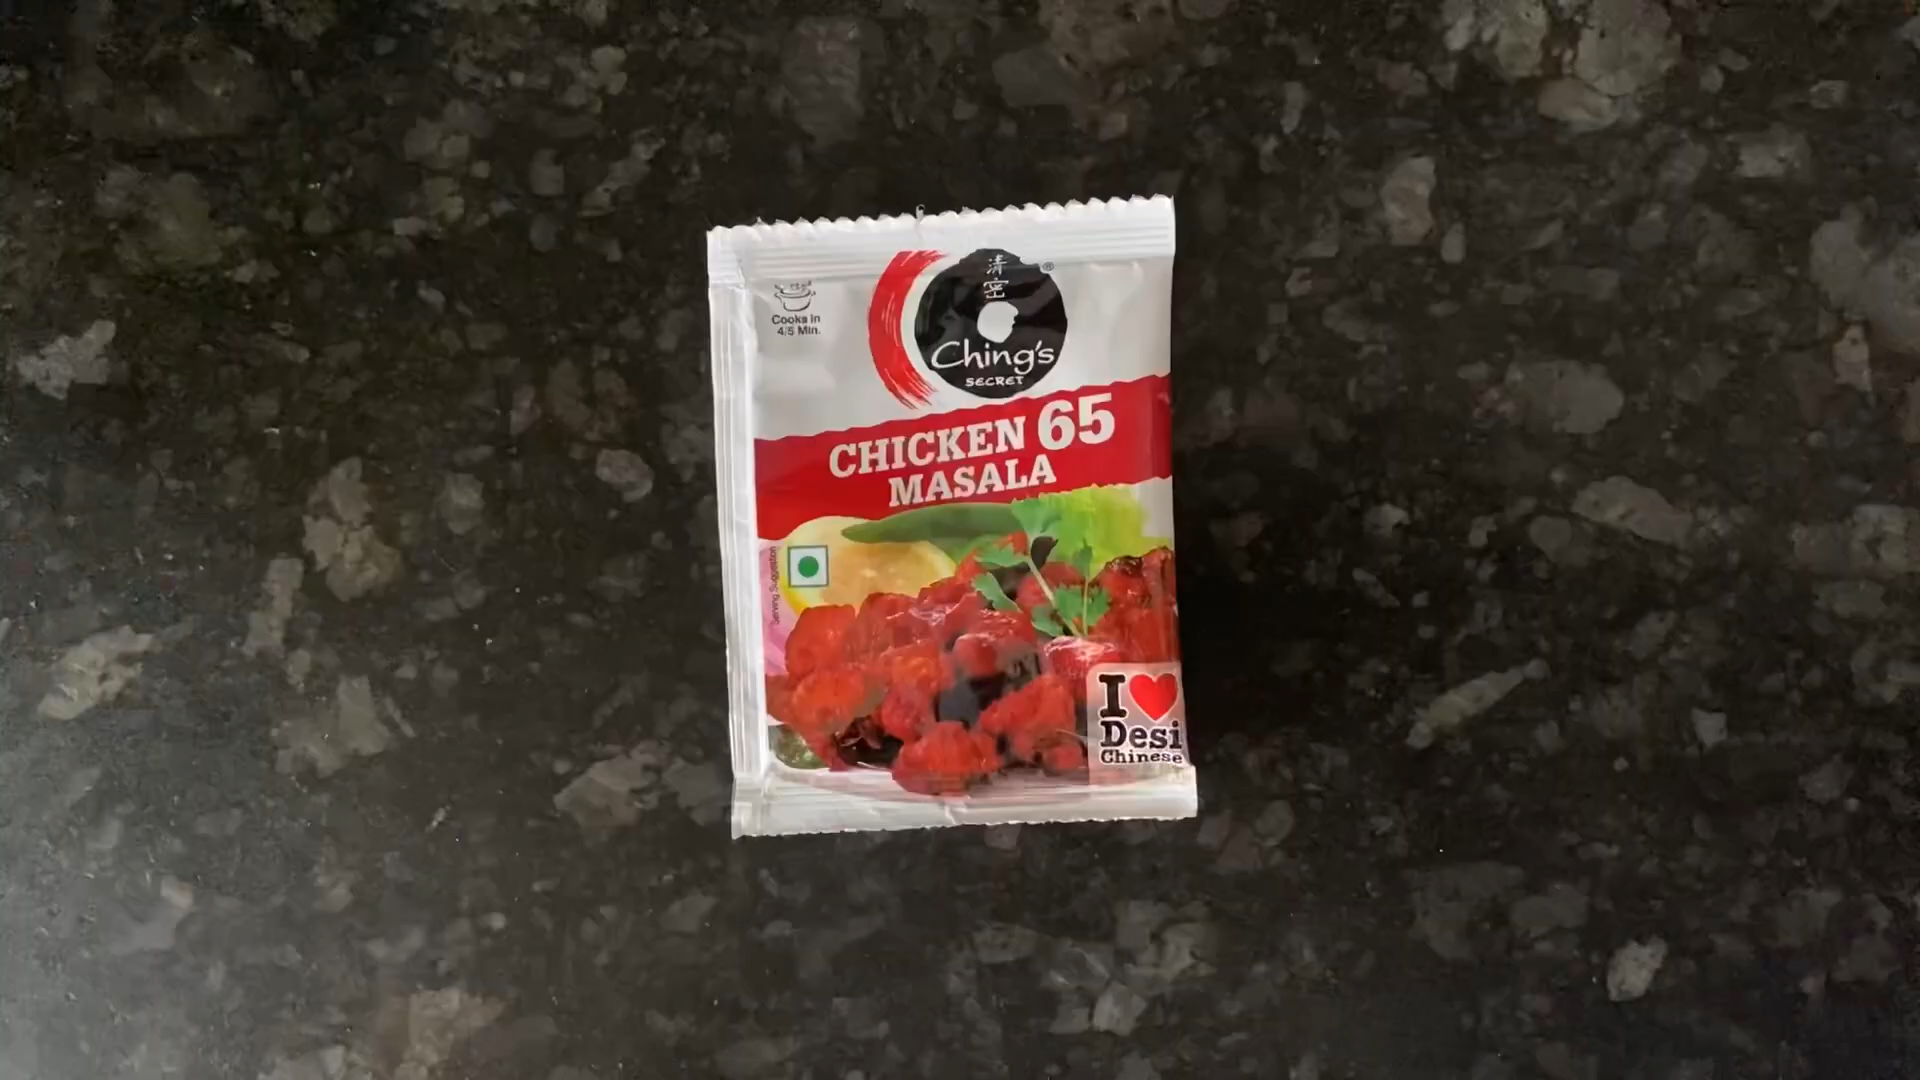 清
密
®
Ching's
SECRET
Cooks in
4/5 Min.
CHICKEN 65
MASALA
Serving Suggestion
I ❤
Desi
Chinese